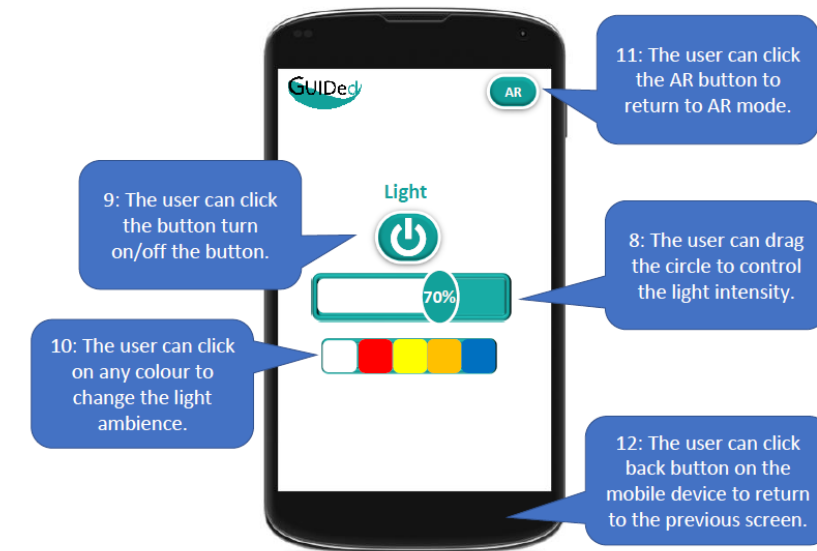 GUIDed
AR
11: The user can click
the AR button to
return to AR mode.
9: The user can click
the button turn
on/off the button.
Light
70%
8: The user can drag
the circle to control
the light intensity.
10: The user can click
on any colour to
change the light
ambience.
12: The user can click
back button on the
mobile device to return
to the previous screen.